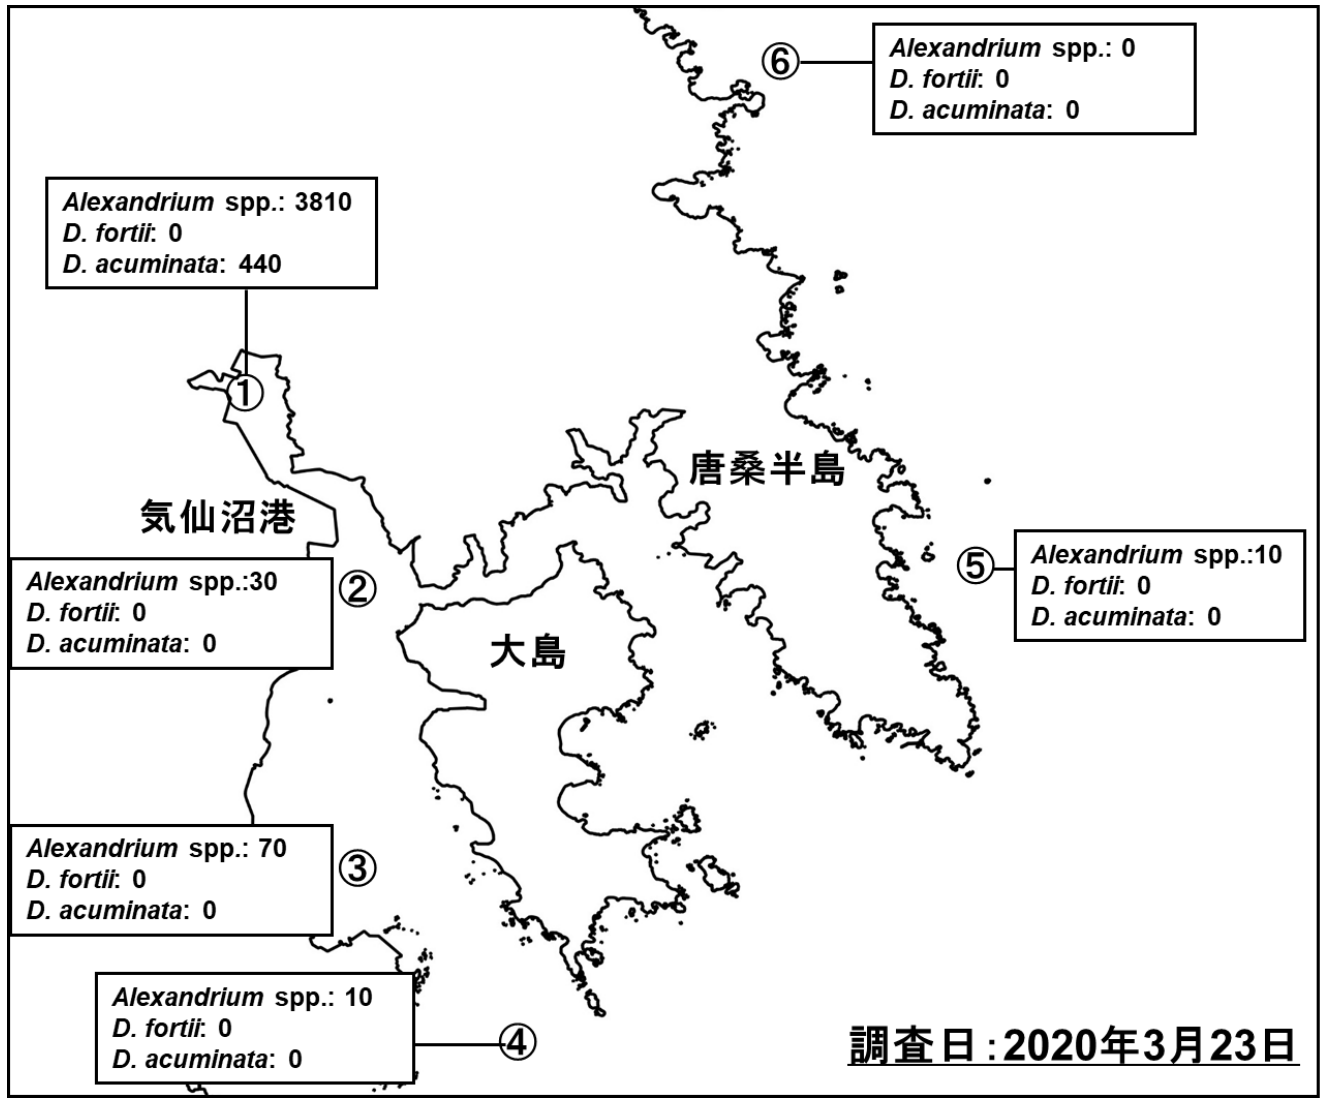 ⑥
Alexandrium spp.: 0
D. fortii: 0
D. acuminata: 0
Alexandrium spp.: 3810
D. fortii: 0
D. acuminata: 440
①
唐桑半島
気仙沼港
⑤
Alexandrium spp.:10
D. fortii: 0
D. acuminata: 0
Alexandrium spp.:30
D. fortii: 0
D. acuminata: 0
②
大島
Alexandrium spp.: 70
D. fortii: 0
D. acuminata: 0
③
Alexandrium spp.: 10
D. fortii: 0
D. acuminata: 0
④
調査日:2020年3月23日